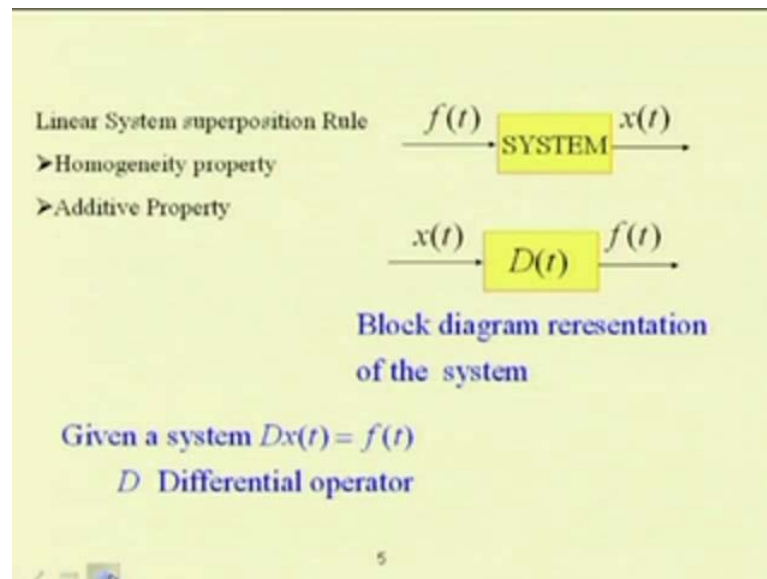 Linear System superposition Rule
➤Homogeneity property
➤Additive Property
f(t)
SYSTEM
x(t)
x(t)
D(t)
f(t)
Block diagram reresentation
of the system
Given a system Dx(t) = f(t)
D Differential operator
5